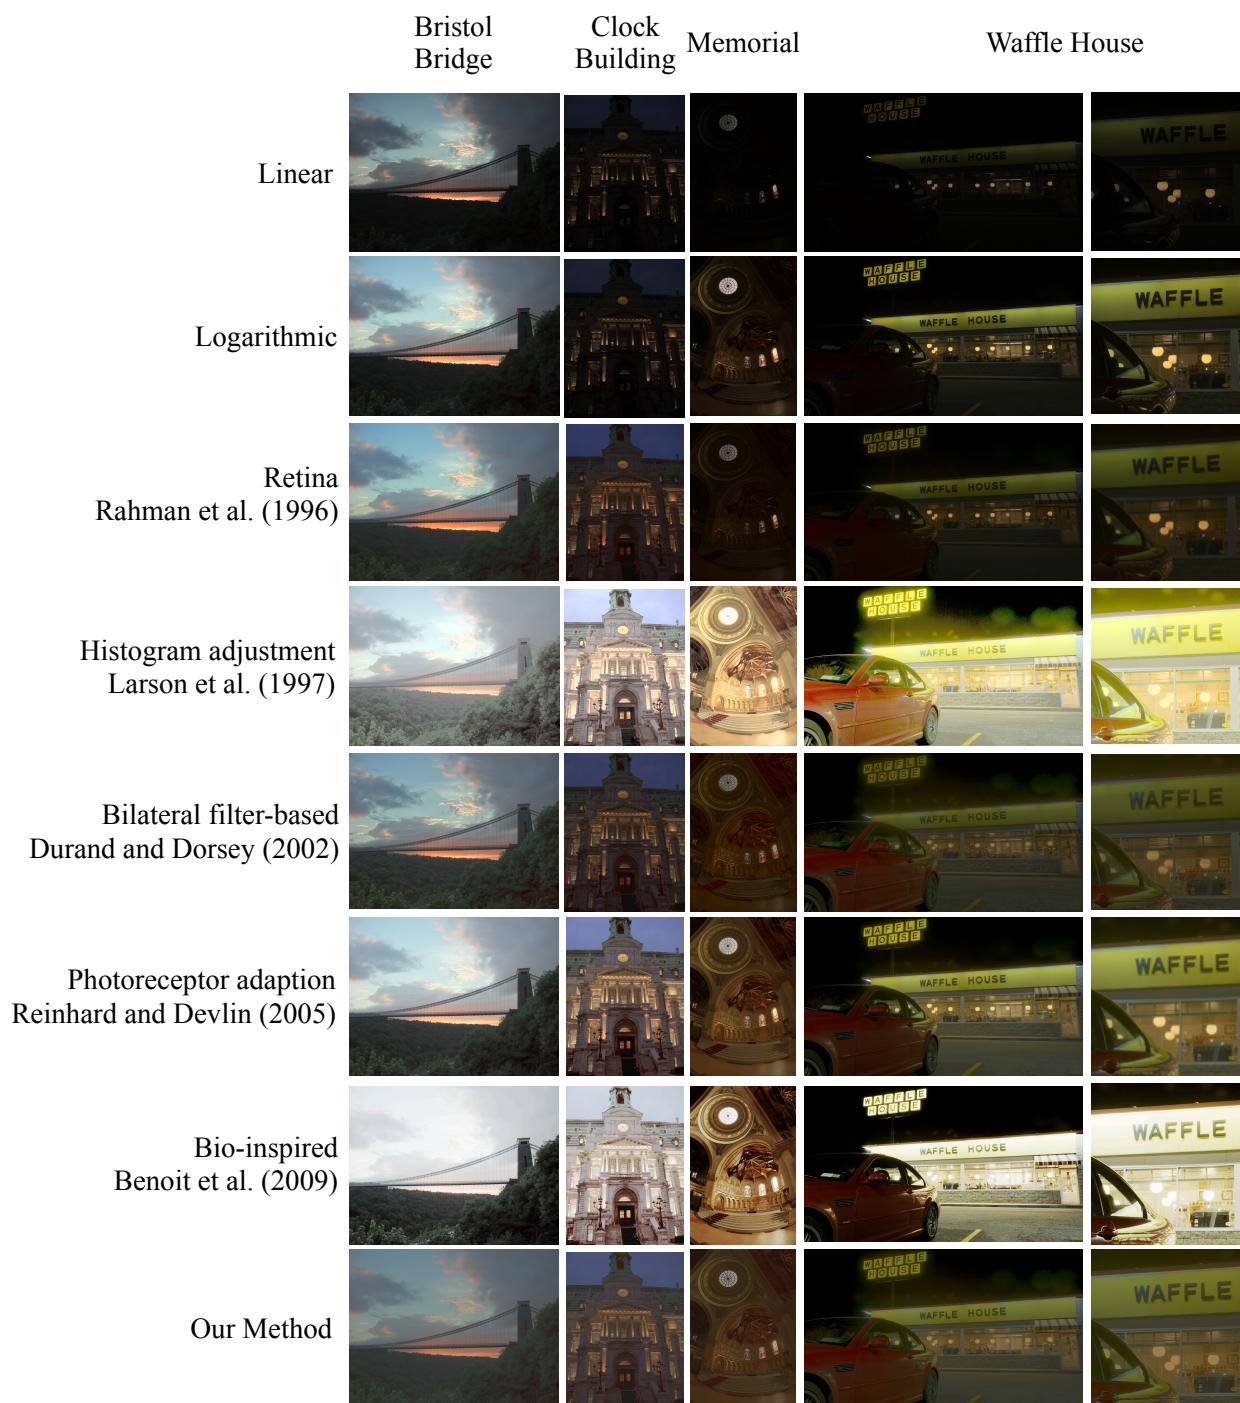 Bristol
Bridge
Clock
Building
Memorial
Waffle House
Linear
WAFFLE
HOUSE
WAFFLE HOUSE
WAFFLE
Logarithmic
WAFFLE
HOUSE
WAFFLE HOUSE
WAFFLE
Retina
Rahman et al. (1996)
WAFFLE
HOUSE
WAFFLE HOUSE
WAFFLE
Histogram adjustment
Larson et al. (1997)
WAFFLE
HOUSE
WAFFLE HOUSE
WAFFLE
Bilateral filter-based
Durand and Dorsey (2002)
WAFFLE
HOUSE
WAFFLE HOUSE
WAFFLE
Photoreceptor adaption
Reinhard and Devlin (2005)
WAFFLE
HOUSE
WAFFLE HOUSE
WAFFLE
Bio-inspired
Benoit et al. (2009)
WAFFLE
HOUSE
WAFFLE HOUSE
WAFFLE
Our Method
WAFFLE
HOUSE
WAFFLE HOUSE
WAFFLE